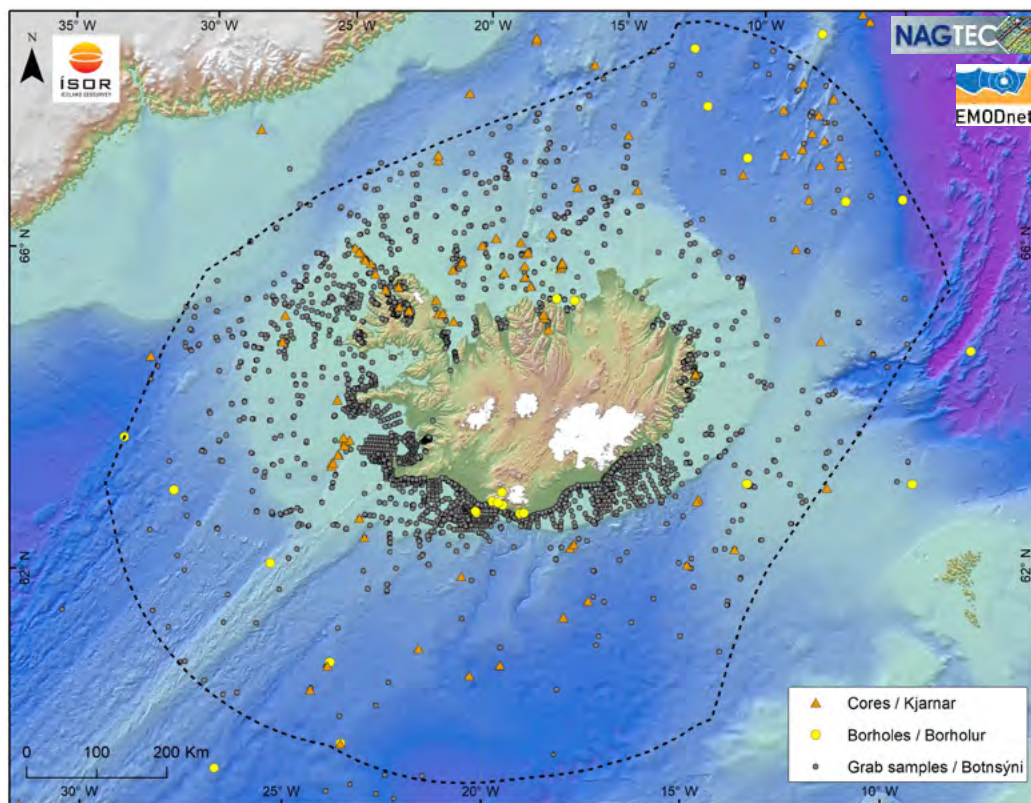 35° W
30° W
25° W
20° W
15° W
10° W
N
ÍSOR
ICELAND GEOSURVEY
NAGTEC
EMODnet
66° N
66° N
62° N
62° N
0 100 200 Km
Cores / Kjarnar
Borholes / Borholur
Grab samples / Botnsýni
30° W
25° W
20° W
15° W
10° W